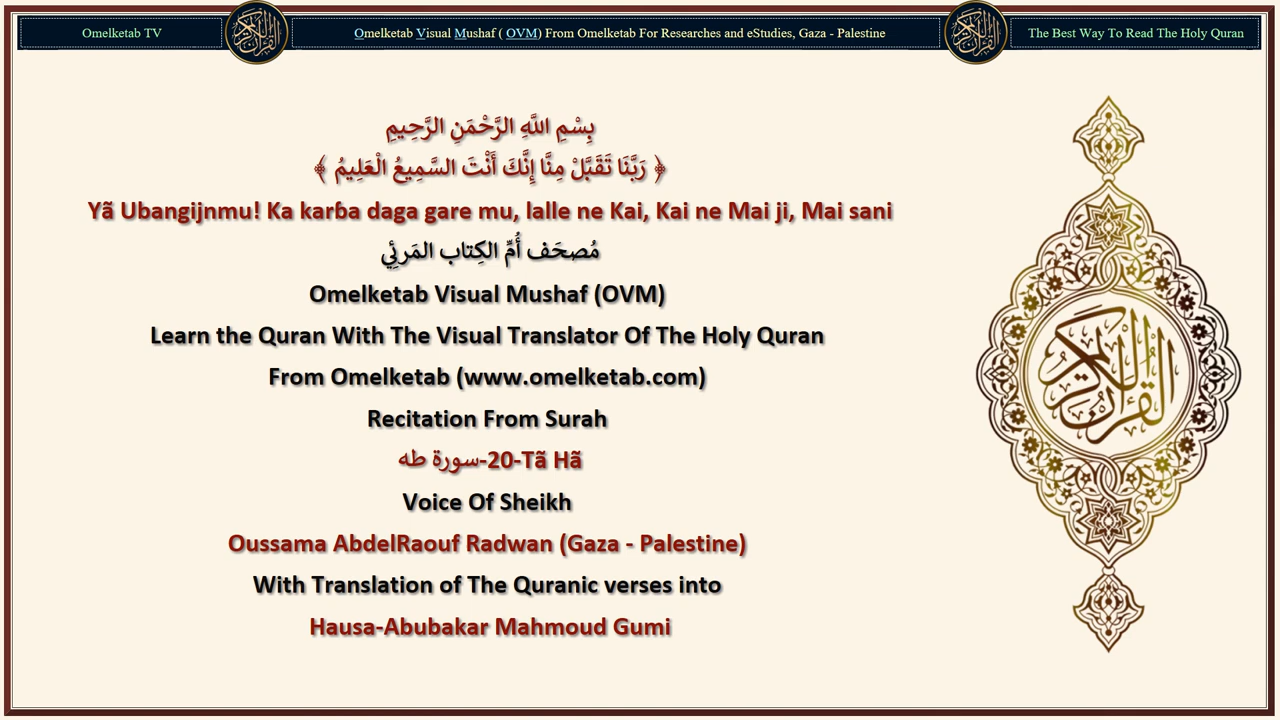 Omelketab TV
Omelketab Visual Mushaf ( OVM) From Omelketab For Researches and eStudies, Gaza - Palestine
The Best Way To Read The Holy Quran
بِسْمِ اللَّهِ الرَّحْمَنِ الرَّحِيمِ
﴿ رَبَّنَا تَقَبَّلْ مِنَّا إِنَّكَ أَنْتَ السَّمِيعُ الْعَلِيمُ ﴾
Yã Ubangijnmu! Ka karɓa daga gare mu, lalle ne Kai, Kai ne Mai ji, Mai sani
مُصحَف أُمِّ الكِتاب المَرئِي
Omelketab Visual Mushaf (OVM)
Learn the Quran With The Visual Translator Of The Holy Quran
From Omelketab (www.omelketab.com)
Recitation From Surah
سورة طه-20-Tã Hã
Voice Of Sheikh
Oussama AbdelRaouf Radwan (Gaza - Palestine)
With Translation of The Quranic verses into
Hausa-Abubakar Mahmoud Gumi
القرآن الكريم